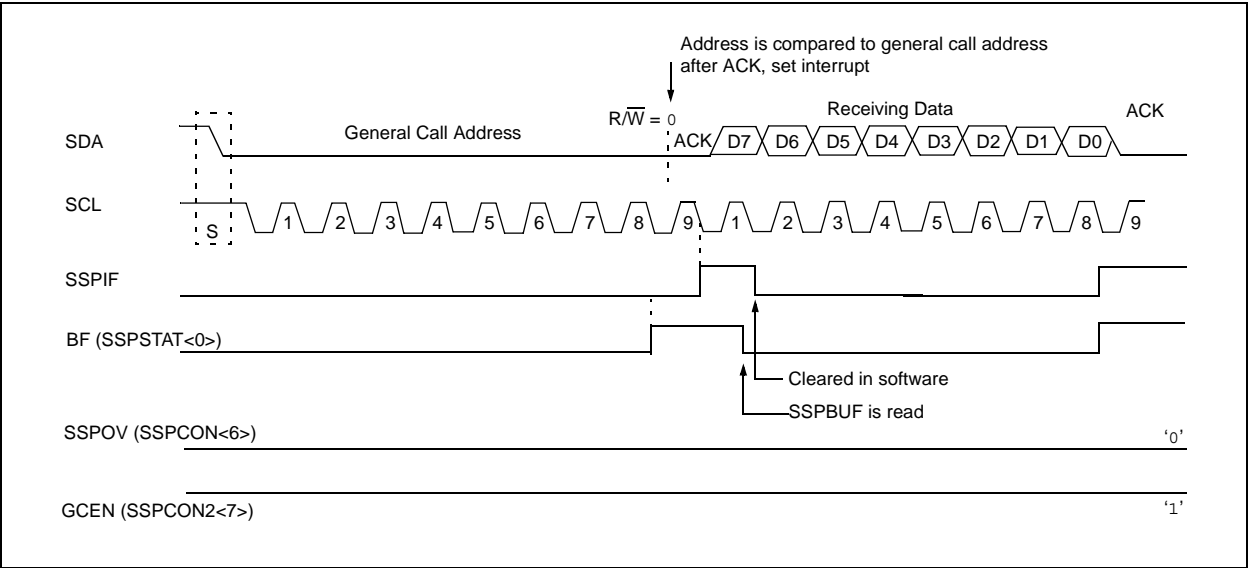 Address is compared to general call address
after ACK, set interrupt
R/W = 0
Receiving Data
ACK
SDA
General Call Address
ACK D7 D6 D5 D4 D3 D2 D1 D0
SCL
S
1 2 3 4 5 6 7 8 9 1 2 3 4 5 6 7 8 9
SSPIF
BF (SSPSTAT<0>)
Cleared in software
SSPBUF is read
SSPOV (SSPCON<6>)
‘0’
GCEN (SSPCON2<7>)
‘1’